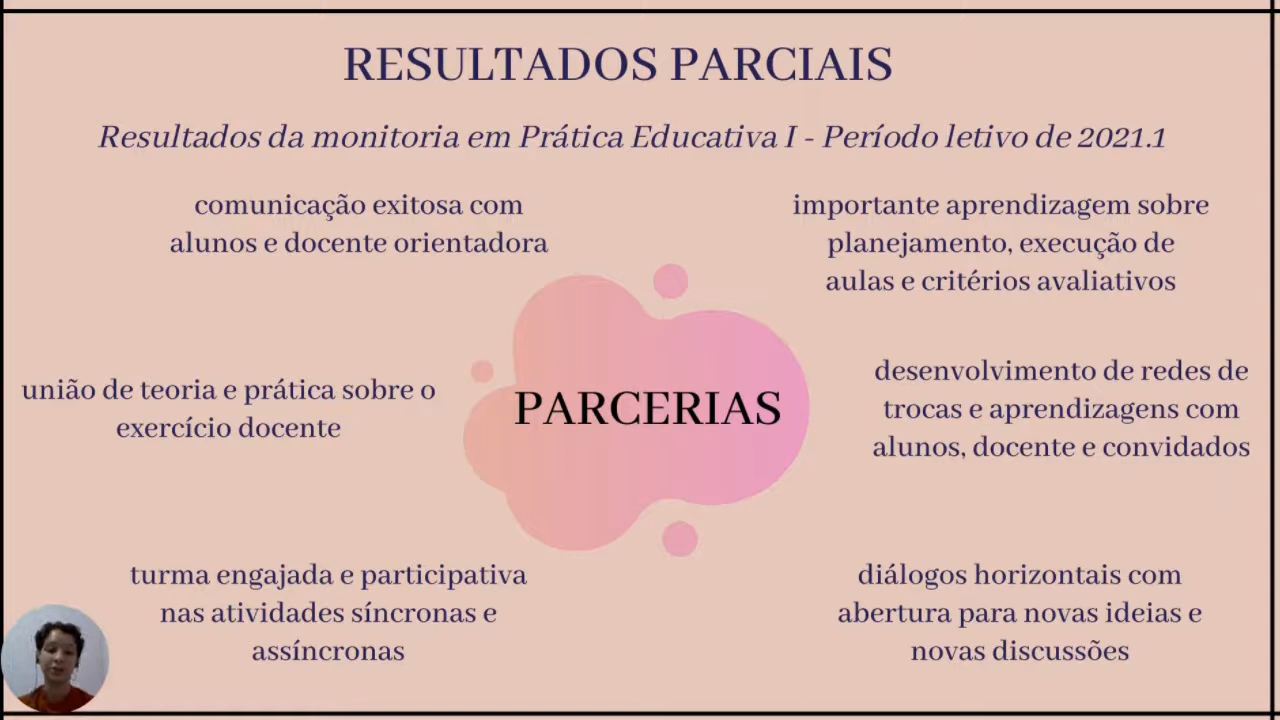 RESULTADOS PARCIAIS
Resultados da monitoria em Prática Educativa I - Período letivo de 2021.1
comunicação exitosa com
alunos e docente orientadora
importante aprendizagem sobre
planejamento, execução de
aulas e critérios avaliativos
união de teoria e prática sobre o
exercício docente
PARCERIAS
desenvolvimento de redes de
trocas e aprendizagens com
alunos, docente e convidados
turma engajada e participativa
nas atividades síncronas e
assíncronas
diálogos horizontais com
abertura para novas ideias e
novas discussões